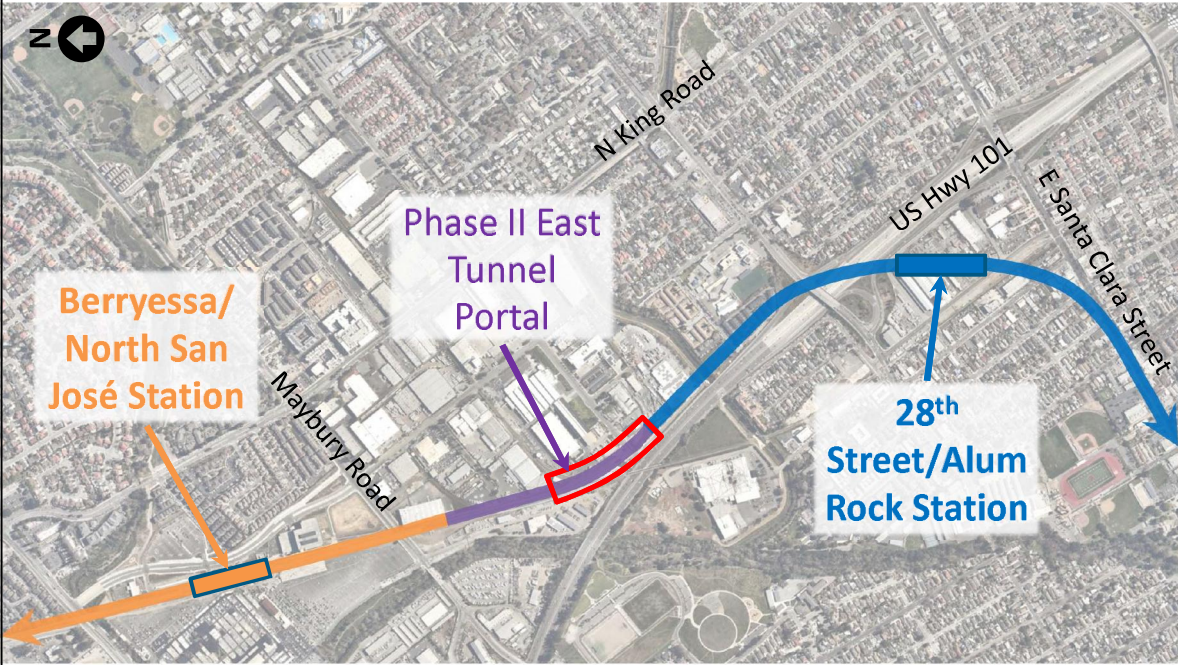 N
N King Road
US Hwy 101
E Santa Clara Street
Phase II East
Tunnel
Portal
Berryessa/
North San
José Station
Maybury Road
28th
Street/Alum
Rock Station